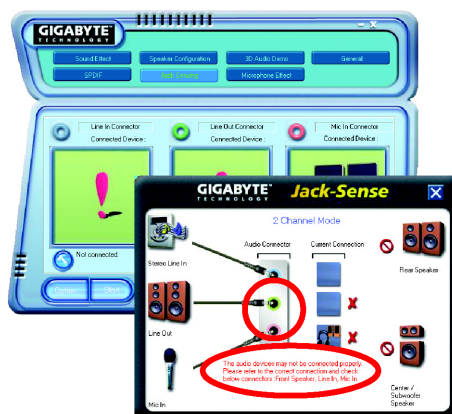 GIGABYTE™
TECHNOLOGY
Sound Effect
Speaker Configuration
3D Audio Demo
General
SPDIF
Jack Sensing
Microphone Effect
Line In Connector
Connected Device :
Line Out Connector
Connected Device :
Mic In Connector
Connected Device :
Not connected.
Option
Start
GIGABYTE™
TECHNOLOGY
Jack-Sense
2 Channel Mode
Audio Connector
Current Connection
Stereo Line In
Line Out
Mic In
Rear Speaker
Center /
Subwoofer
Speaker
The audio devices may not be connected properly.
Please refer to the correct connection and check
below connectors :Front Speaker, Line In, Mic In